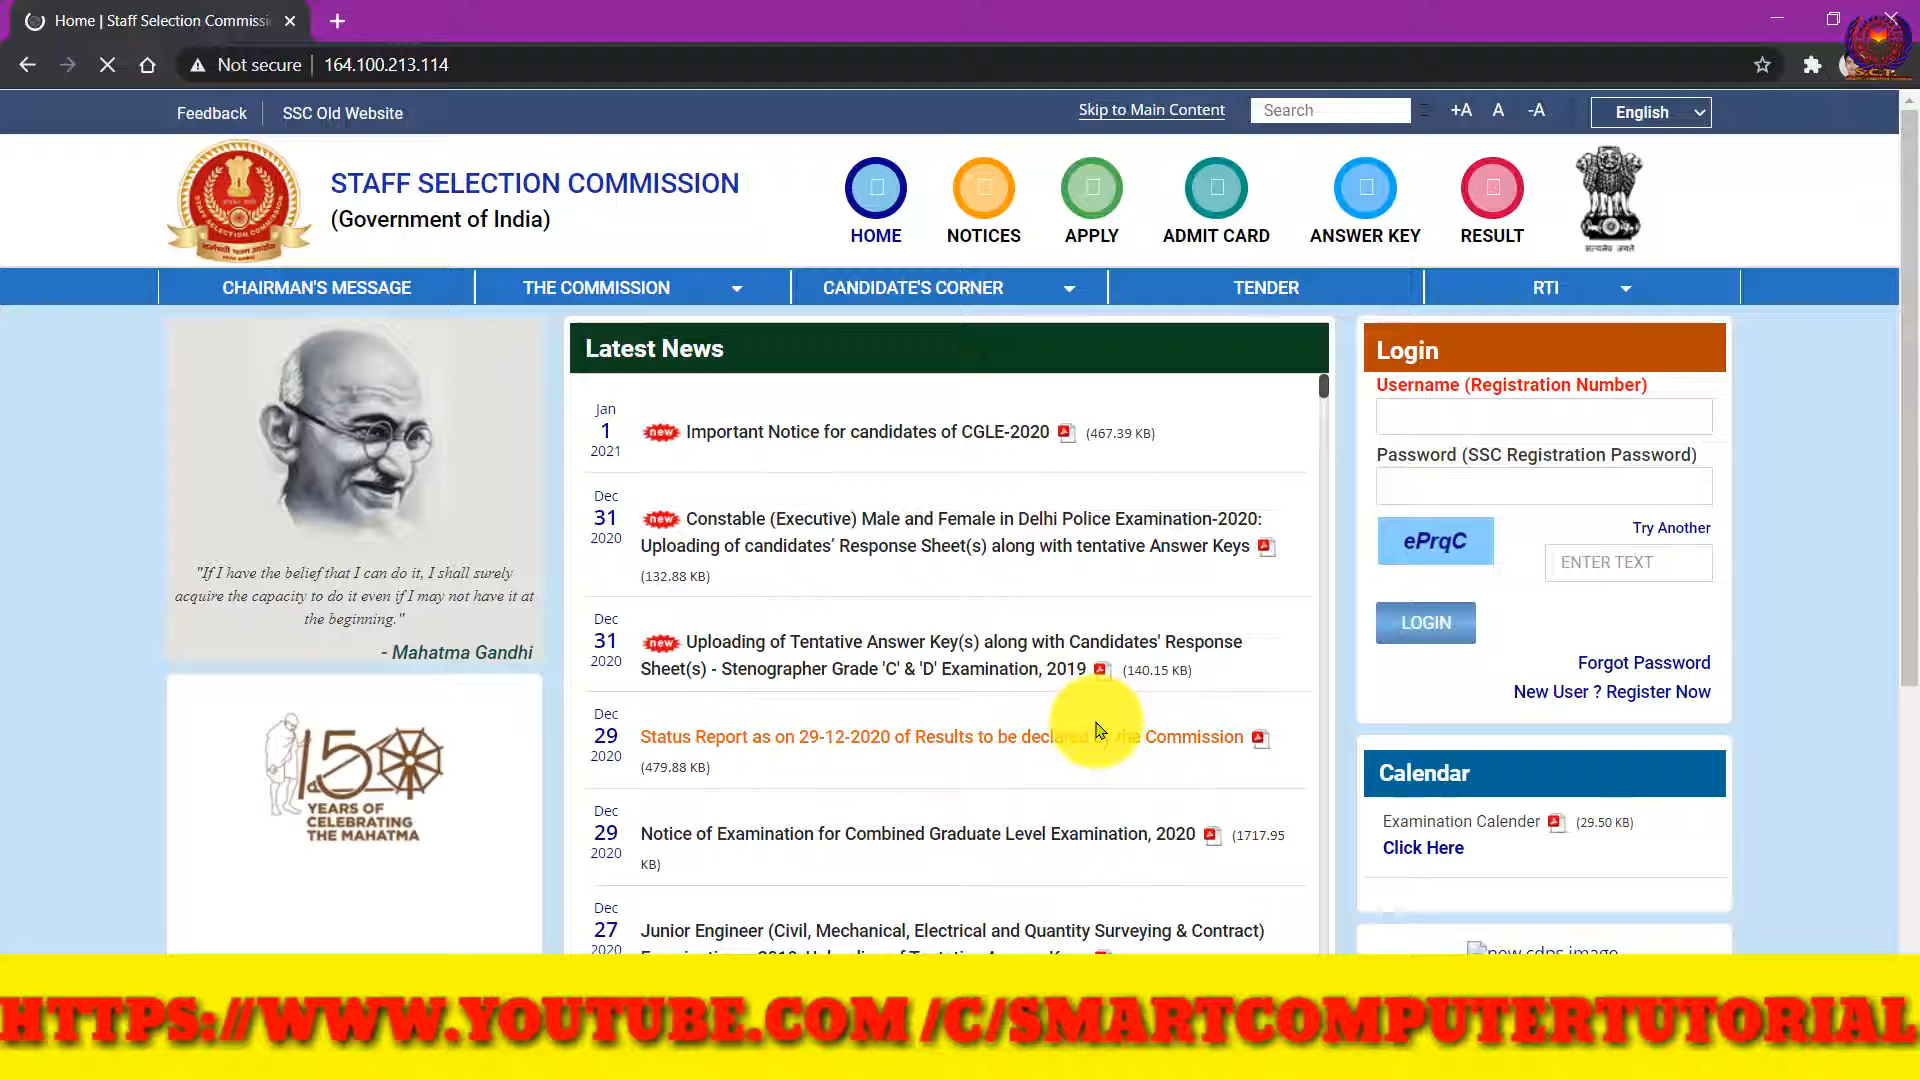 Home | Staff Selection Commissi
Not secure
164.100.213.114
S.C.T.
Feedback
SSC Old Website
Skip to Main Content
Search
+A
A
-A
English
STAFF SELECTION COMMISSION
(Government of India)
HOME
NOTICES
APPLY
ADMIT CARD
ANSWER KEY
RESULT
सत्यमेव जयते
CHAIRMAN'S MESSAGE
THE COMMISSION
CANDIDATE'S CORNER
TENDER
RTI
"If I have the belief that I can do it, I shall surely
acquire the capacity to do it even if I may not have it at
the beginning."
- Mahatma Gandhi
150
YEARS OF
CELEBRATING
THE MAHATMA
Latest News
Jan
1
2021
new Important Notice for candidates of CGLE-2020 (467.39 KB)
Dec
31
2020
new Constable (Executive) Male and Female in Delhi Police Examination-2020:
Uploading of candidates’ Response Sheet(s) along with tentative Answer Keys
(132.88 KB)
Dec
31
2020
new Uploading of Tentative Answer Key(s) along with Candidates' Response
Sheet(s) - Stenographer Grade 'C' & 'D' Examination, 2019 (140.15 KB)
Dec
29
2020
Status Report as on 29-12-2020 of Results to be declared by the Commission
(479.88 KB)
Dec
29
2020
Notice of Examination for Combined Graduate Level Examination, 2020 (1717.95
KB)
Dec
27
2020
Junior Engineer (Civil, Mechanical, Electrical and Quantity Surveying & Contract)
Login
Username (Registration Number)
Password (SSC Registration Password)
ePrqC
Try Another
ENTER TEXT
LOGIN
Forgot Password
New User ? Register Now
Calendar
Examination Calender (29.50 KB)
Click Here
new cdps image
HTTPS://WWW.YOUTUBE.COM /C/SMARTCOMPUTERTUTORIAL